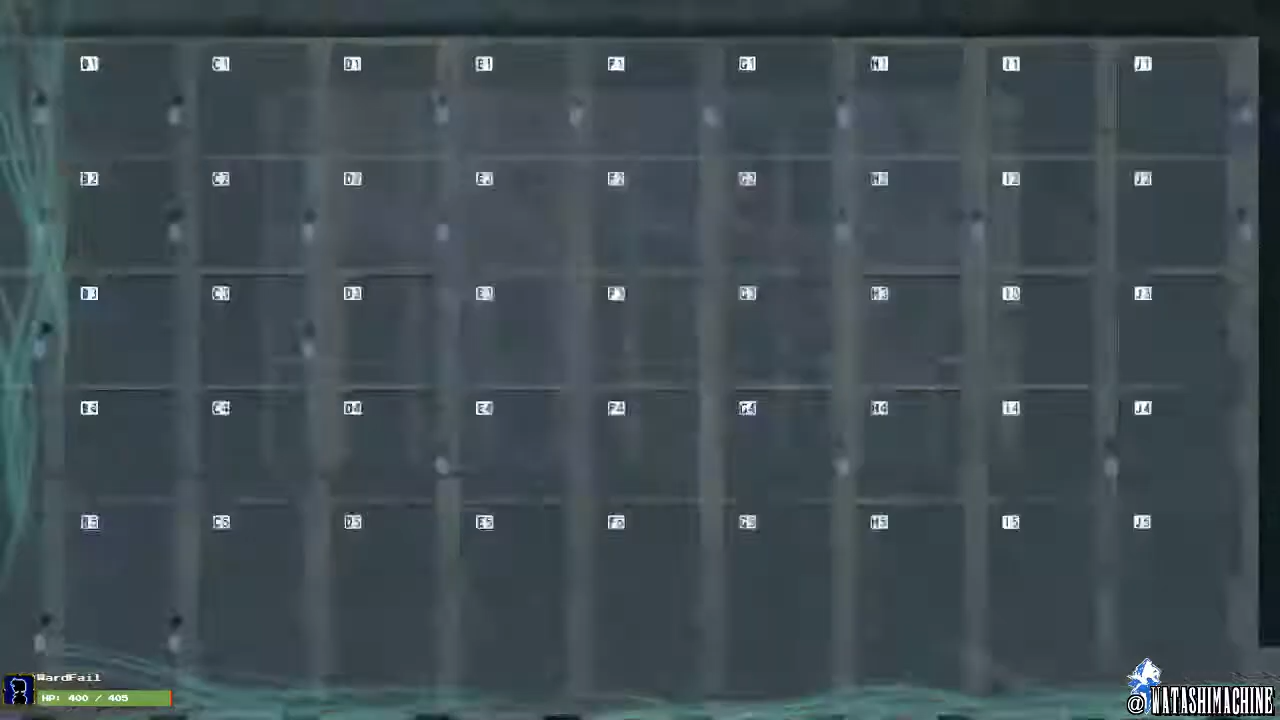 B1 C1 D1 E1 F1 G1 H1 I1 J1
B2 C2 D2 E2 F2 G2 H2 I2 J2
B3 C3 D3 E3 F3 G3 H3 I3 J3
B4 C4 D4 E4 F4 G4 H4 I4 J4
B5 C5 D5 E5 F5 G5 H5 I5 J5
WardFail
HP: 400 / 405
@WATASHIMACHINE